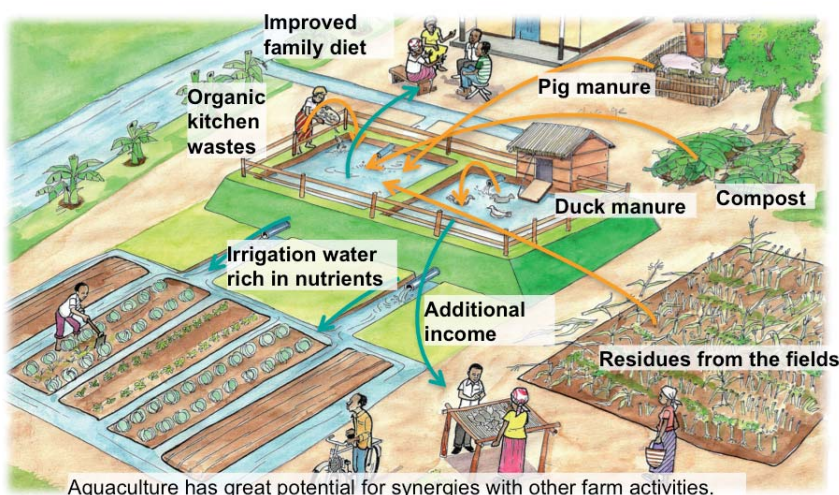 Improved
family diet
Pig manure
Organic
kitchen
wastes
Duck manure
Compost
Irrigation water
rich in nutrients
Additional
income
Residues from the fields
Aquaculture has great potential for synergies with other farm activities.